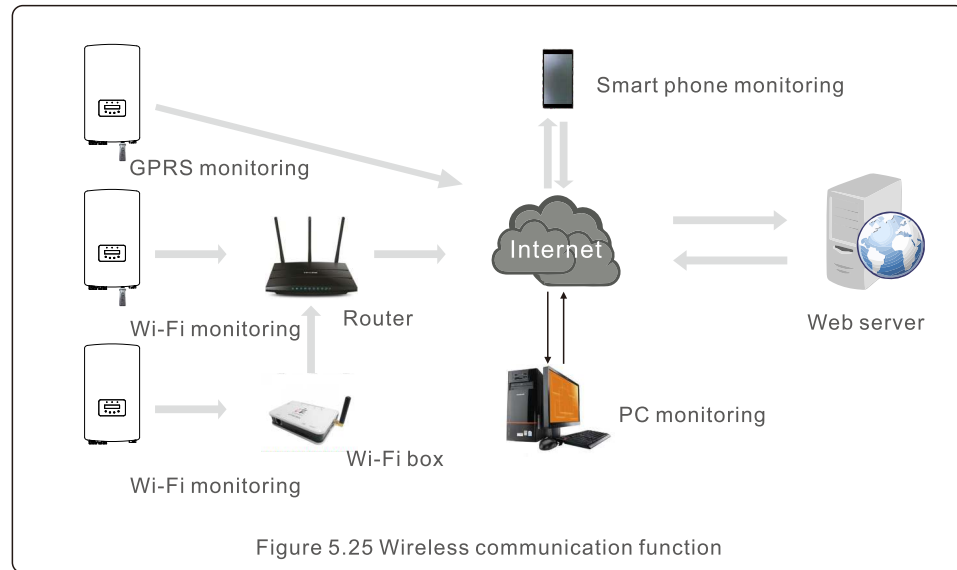 Smart phone monitoring
GPRS monitoring
Internet
Wi-Fi monitoring
Router
Web server
PC monitoring
Wi-Fi box
Wi-Fi monitoring
Figure 5.25 Wireless communication function